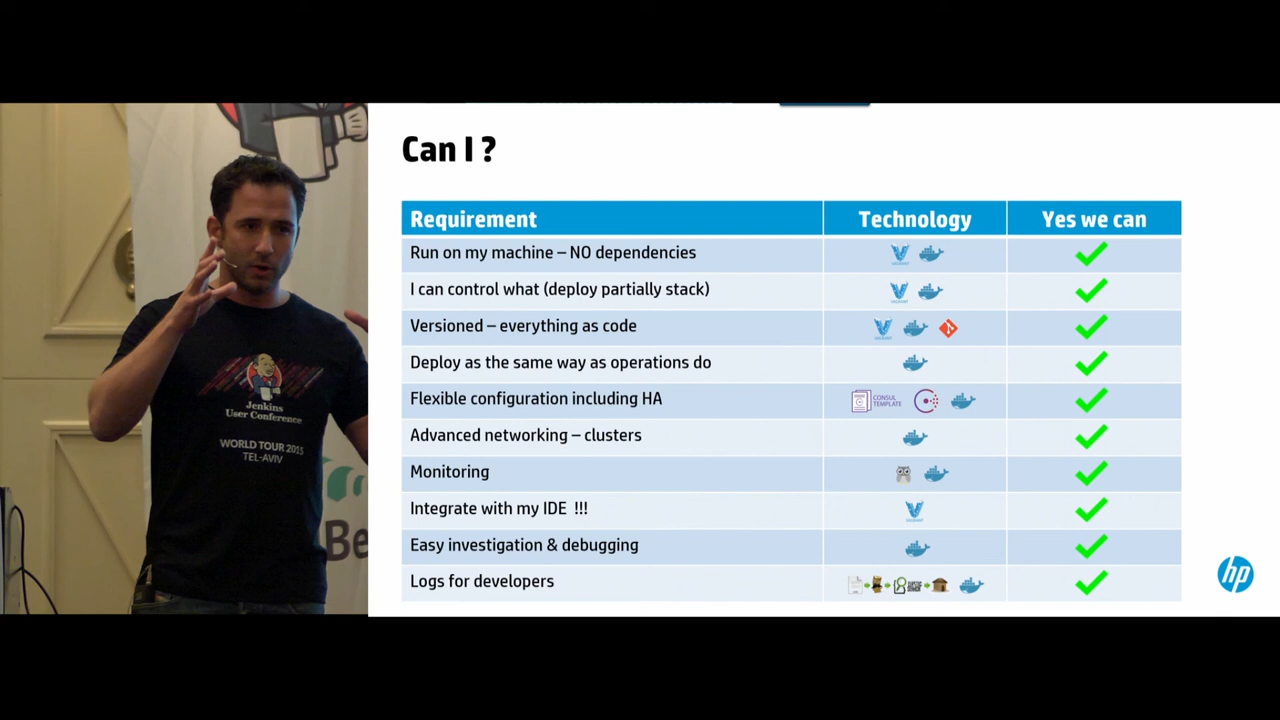 Can I ?
Requirement Technology Yes we can
Run on my machine – NO dependencies
I can control what (deploy partially stack)
Versioned – everything as code
Deploy as the same way as operations do
Flexible configuration including HA
CONSUL
TEMPLATE
Advanced networking – clusters
Monitoring
Integrate with my IDE !!!
Easy investigation & debugging
Logs for developers
hp
Jenkins
User Conference
WORLD TOUR 2015
TEL-AVIV
Be